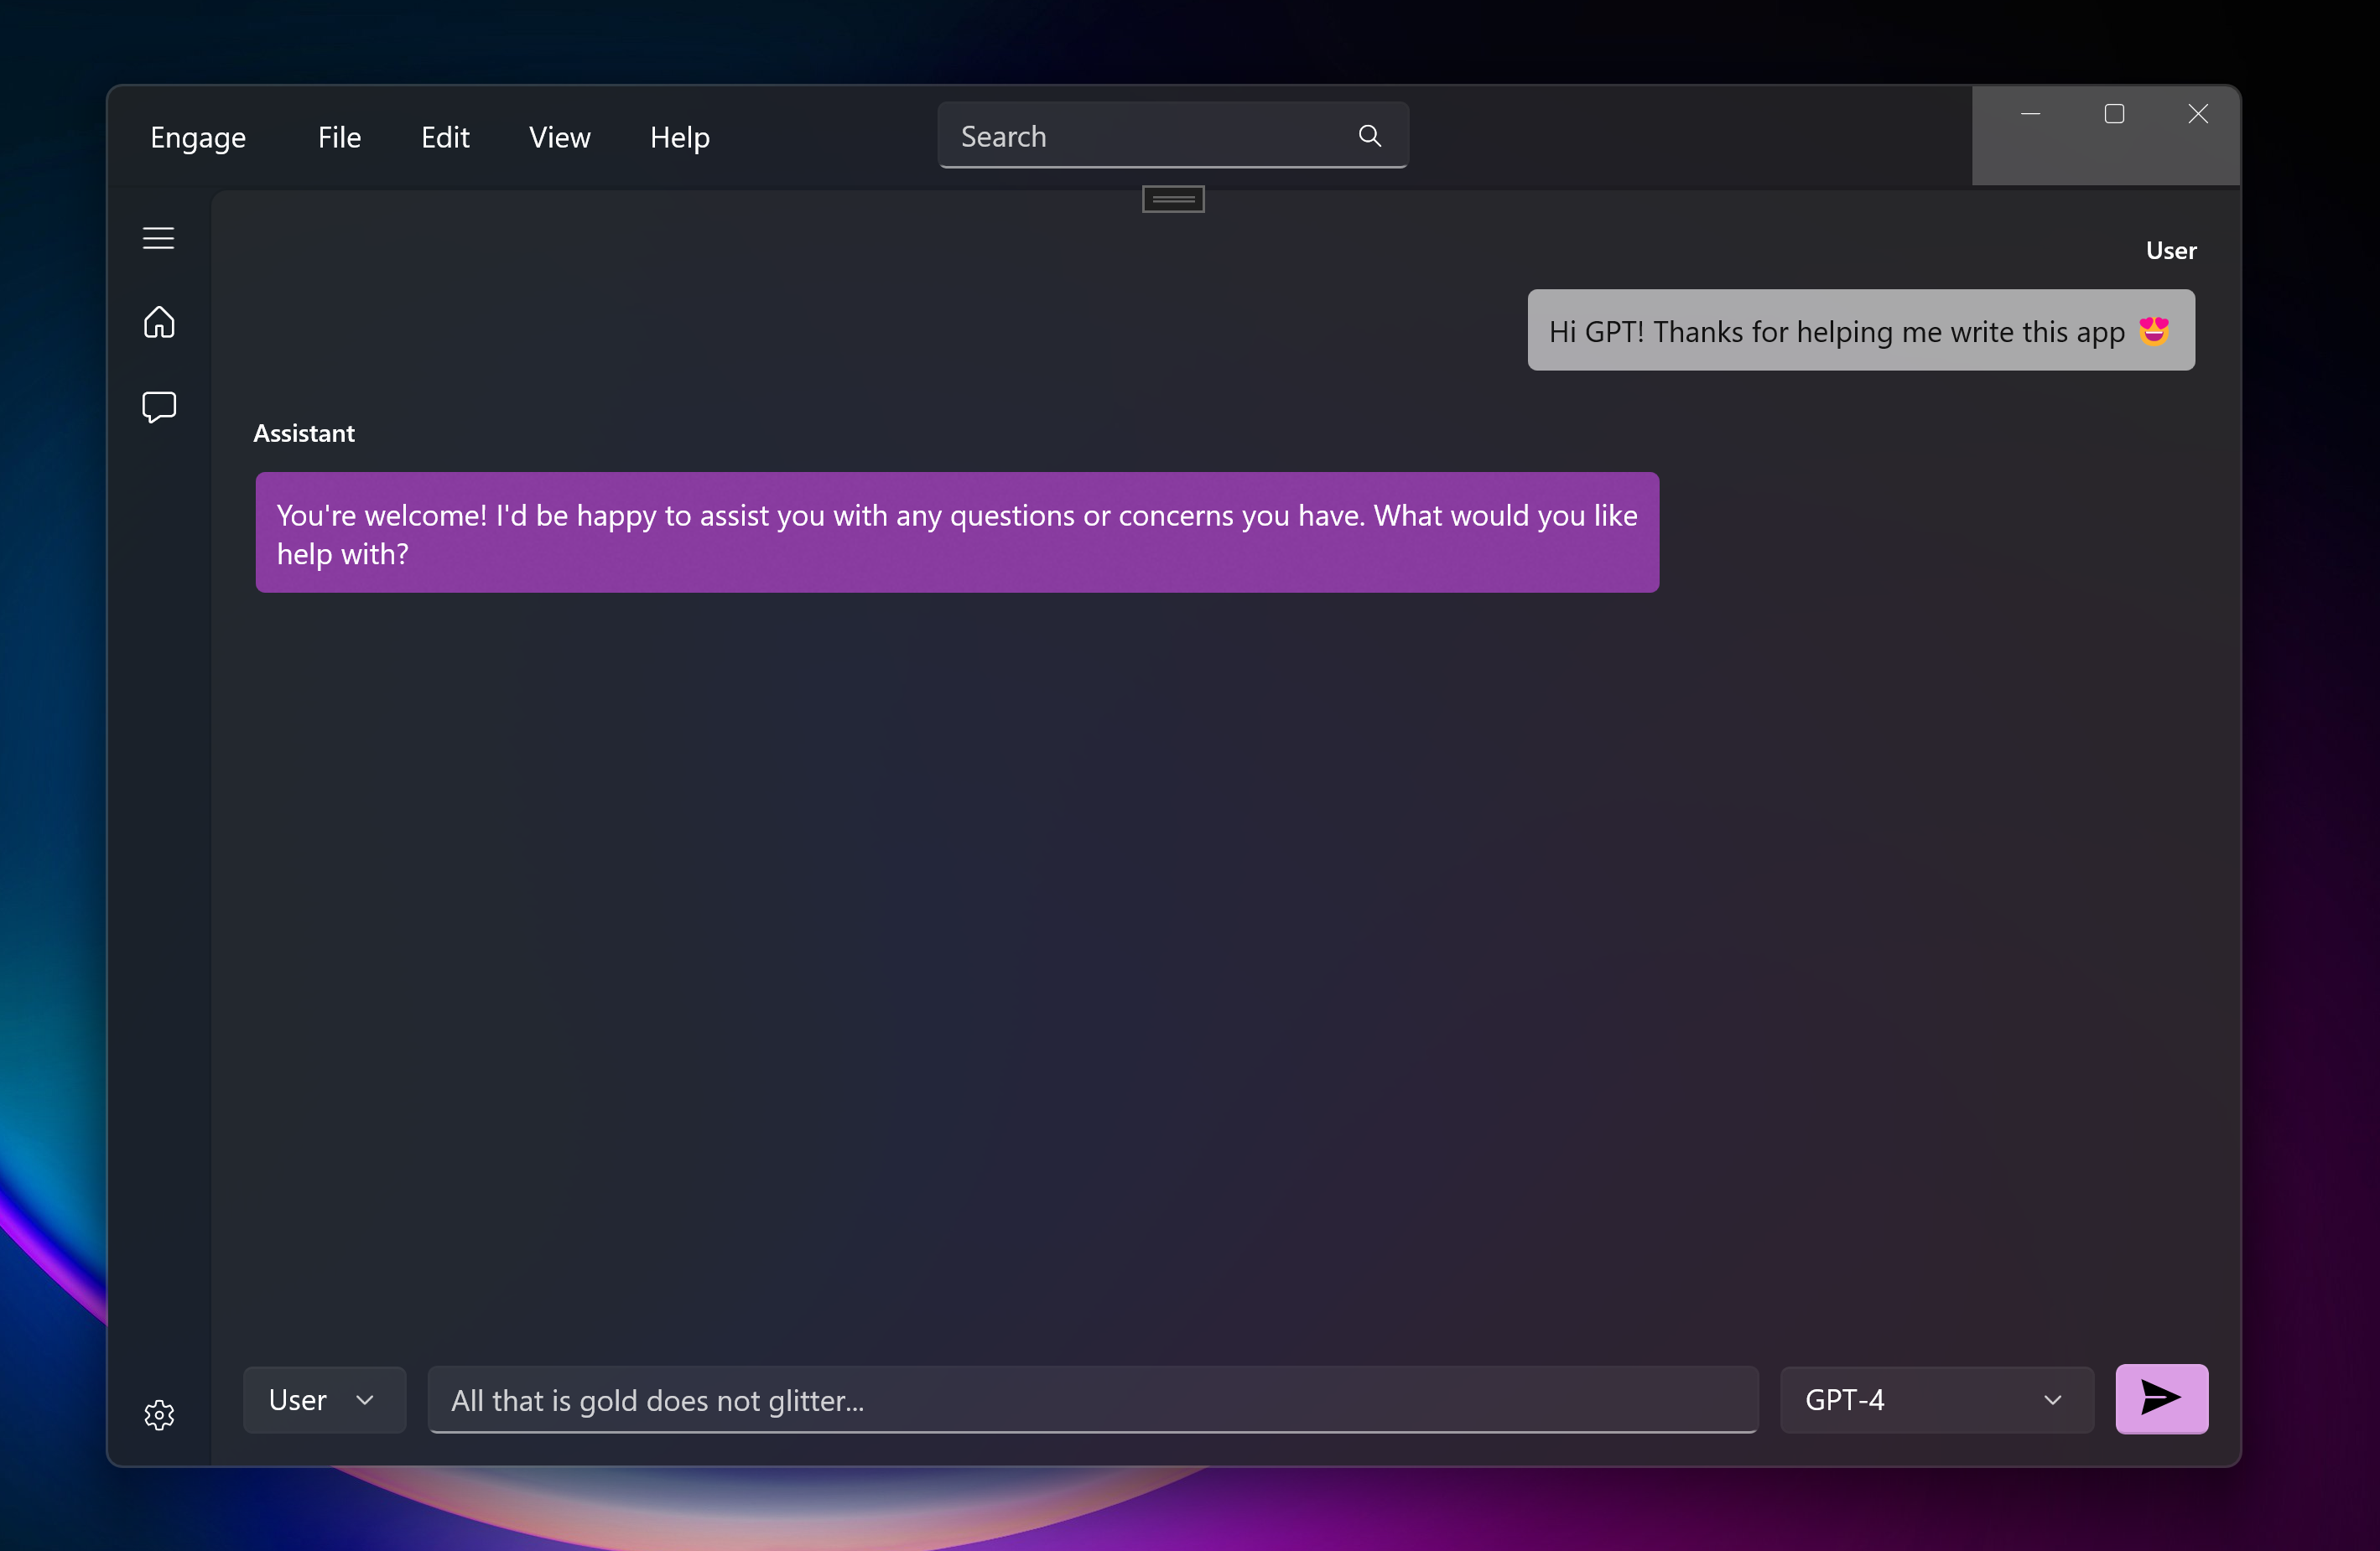 Engage File Edit View Help Search
User
Hi GPT! Thanks for helping me write this app 😍
Assistant
You're welcome! I'd be happy to assist you with any questions or concerns you have. What would you like
help with?
User All that is gold does not glitter... GPT-4